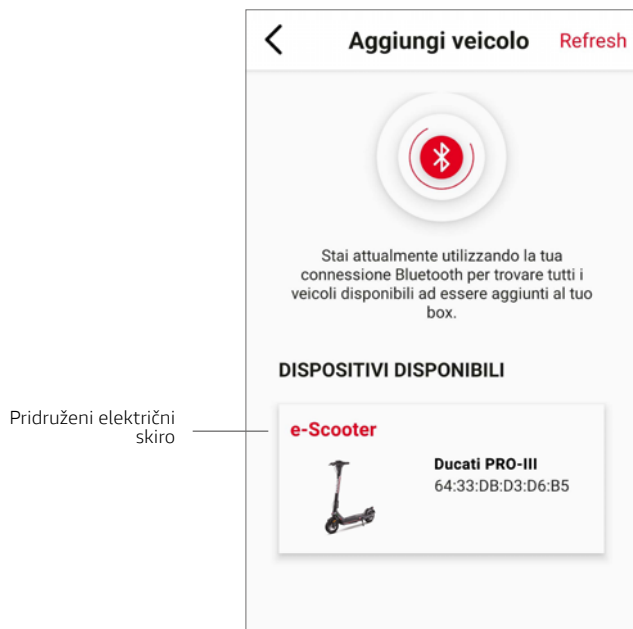 Aggiungi veicolo Refresh
Stai attualmente utilizzando la tua
connessione Bluetooth per trovare tutti i
veicoli disponibili ad essere aggiunti al tuo
box.
DISPOSITIVI DISPONIBILI
Pridruženi električni
skiro
e-Scooter
Ducati PRO-III
64:33:DB:D3:D6:B5